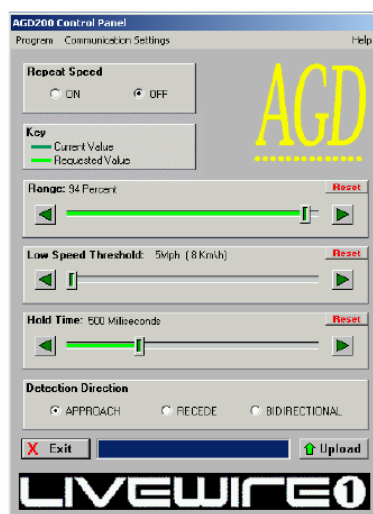 AGD200 Control Panel
Program Communication Settings Help
Repeat Speed
ON OFF
AGD
Key
Current Value
Requested Value
Range: 94 Percent Reset
Low Speed Threshold: 5Mph (8 Km\h) Reset
Hold Time: 500 Milliseconds Reset
Detection Direction
APPROACH RECEDE BIDIRECTIONAL
X Exit Upload
LIVEWIRE1